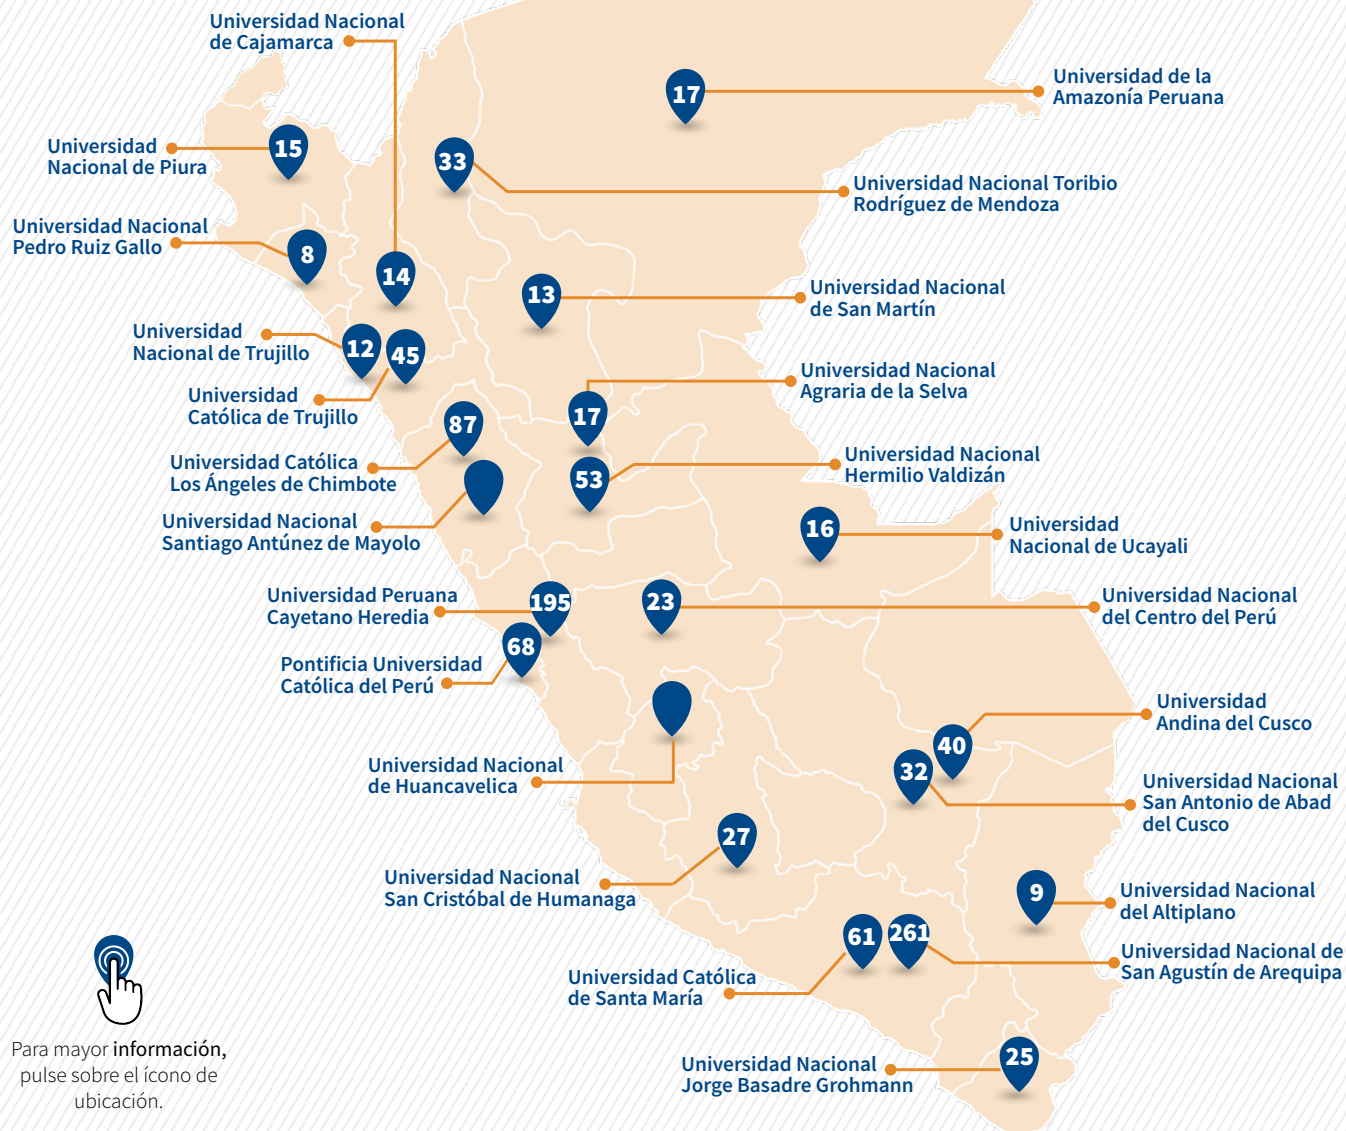 Universidad Nacional
de Cajamarca
17
Universidad de la
Amazonía Peruana
Universidad
Nacional de Piura
15
33
Universidad Nacional Toribio
Rodríguez de Mendoza
Universidad Nacional
Pedro Ruiz Gallo
8
14
13
Universidad Nacional
de San Martín
Universidad
Nacional de Trujillo
12
45
Universidad
Católica de Trujillo
Universidad Nacional
Agraria de la Selva
17
87
Universidad Católica
Los Ángeles de Chimbote
53
Universidad Nacional
Hermilio Valdizán
Universidad Nacional
Santiago Antúnez de Mayolo
16
Universidad
Nacional de Ucayali
Universidad Peruana
Cayetano Heredia
195
23
Universidad Nacional
del Centro del Perú
68
Pontificia Universidad
Católica del Perú
Universidad
Andina del Cusco
40
32
Universidad Nacional
de Huancavelica
Universidad Nacional
San Antonio de Abad
del Cusco
27
Universidad Nacional
San Cristóbal de Humanaga
9
Universidad Nacional
del Altiplano
61
261
Universidad Nacional de
San Agustín de Arequipa
Universidad Católica
de Santa María
Para mayor información,
pulse sobre el ícono de
ubicación.
25
Universidad Nacional
Jorge Basadre Grohmann